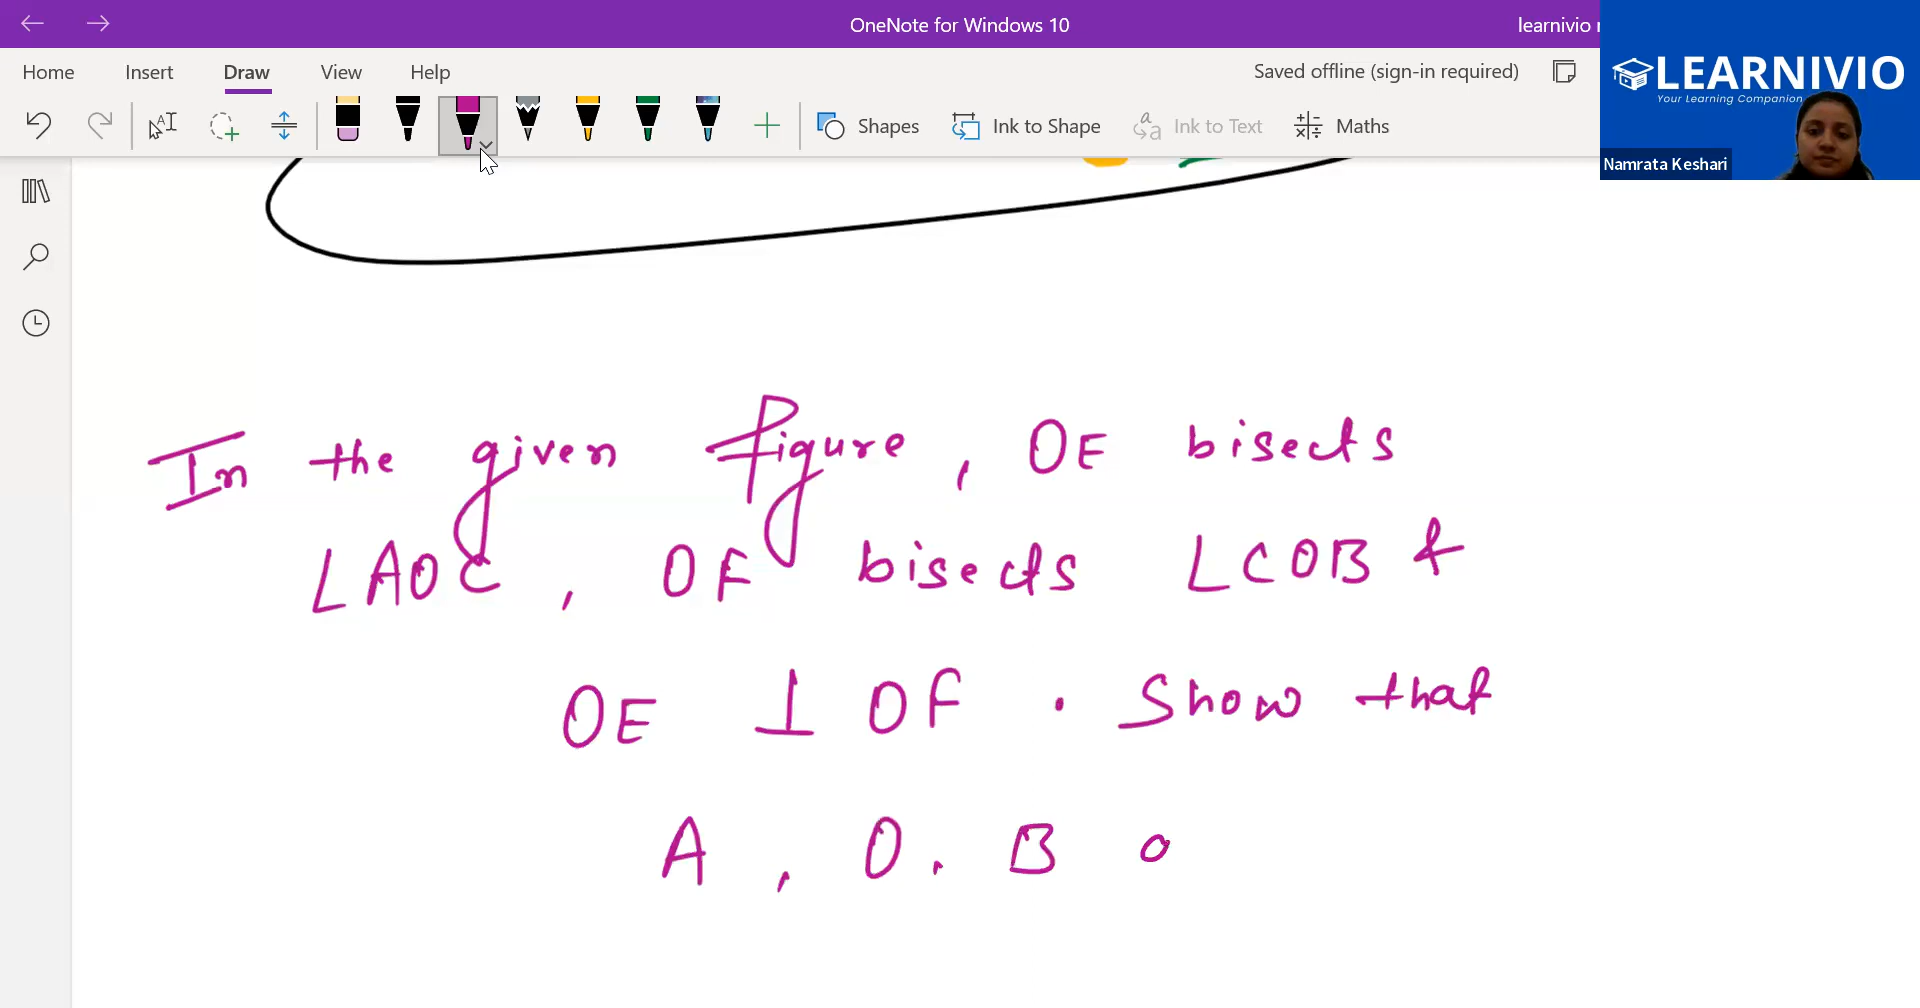 OneNote for Windows 10
learnivio
Home Insert Draw View Help
Saved offline (sign-in required)
LEARNIVIO
Your Learning Companion
Shapes Ink to Shape Ink to Text Maths
Namrata Keshari
In the given figure, OE bisects
∠AOC, OF bisects ∠COB &
OE ⊥ OF . Show that
A, O. B